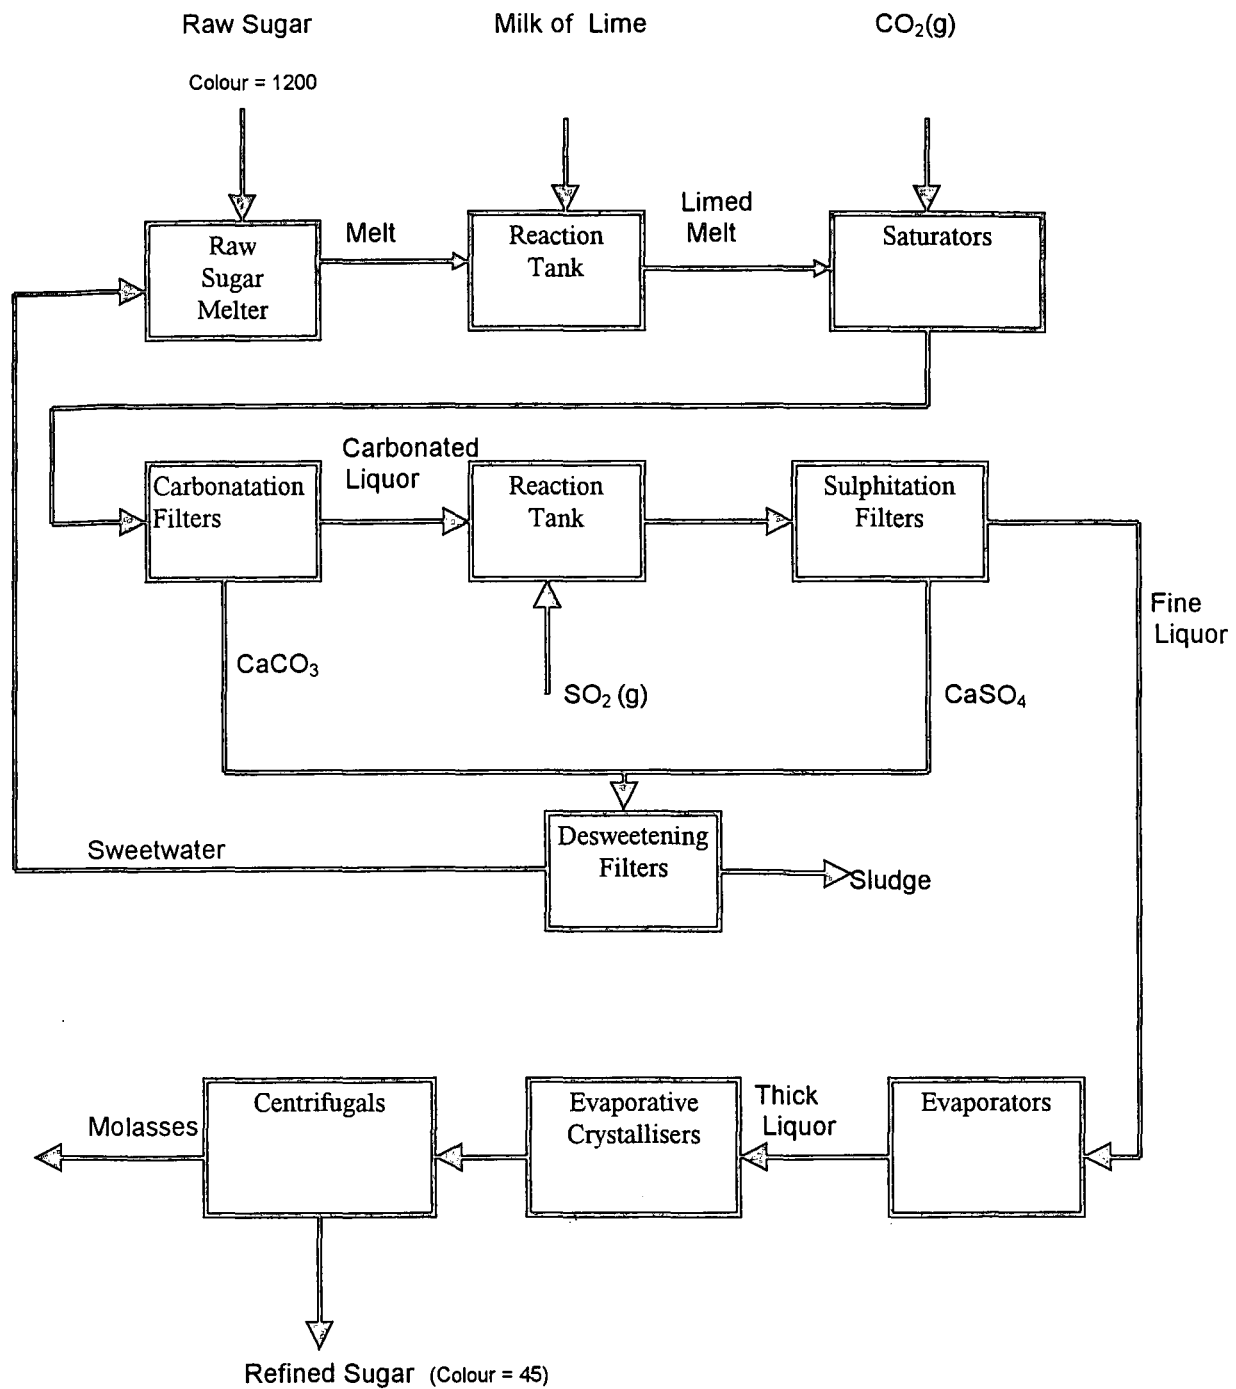 Raw Sugar
Milk of Lime
CO₂(g)
Colour = 1200
Raw
Sugar
Melter
Melt
Reaction
Tank
Limed
Melt
Saturators
Carbonatation
Filters
Carbonated
Liquor
Reaction
Tank
Sulphitation
Filters
Fine
Liquor
CaCO₃
SO₂ (g)
CaSO₄
Desweetening
Filters
Sweetwater
Sludge
Molasses
Centrifugals
Evaporative
Crystallisers
Thick
Liquor
Evaporators
Refined Sugar (Colour = 45)